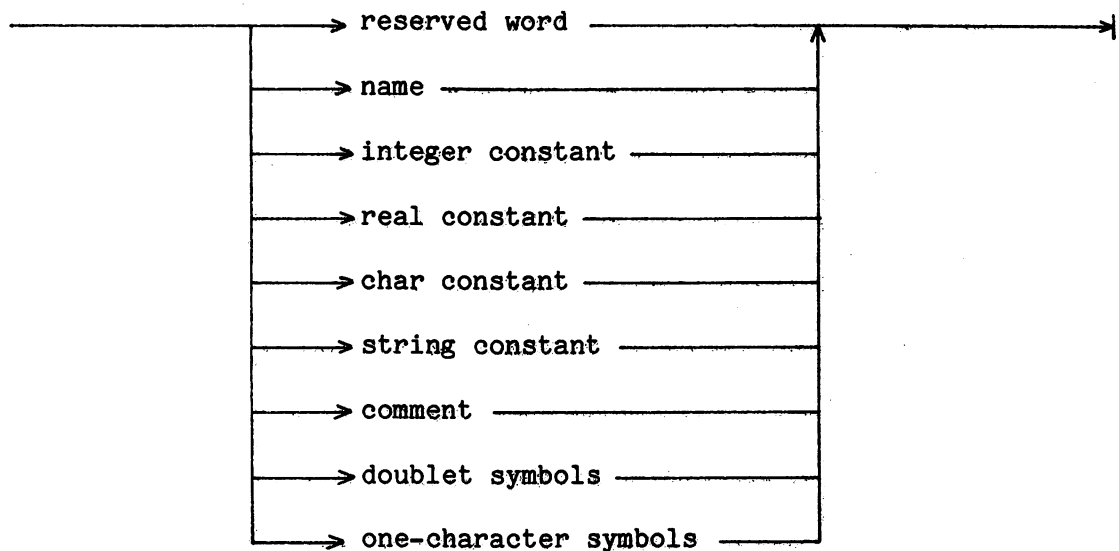 reserved word
name
integer constant
real constant
char constant
string constant
comment
doublet symbols
one-character symbols